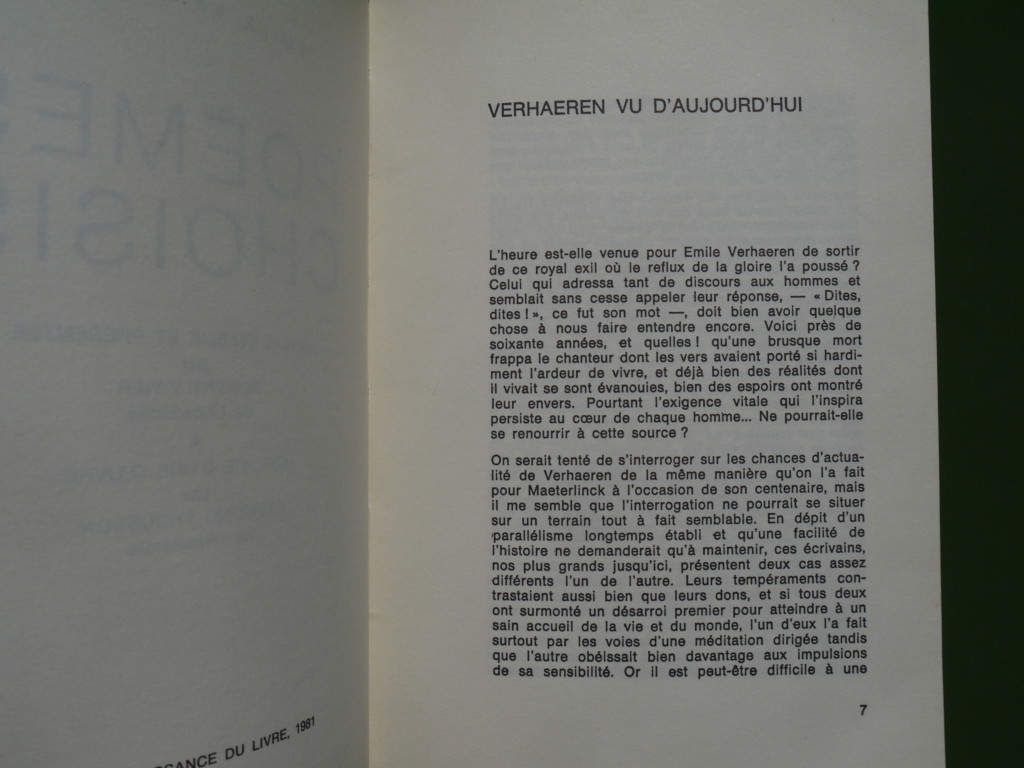 POEMES
CHOISIS
SSANCE DU LIVRE, 1981
VERHAEREN VU D'AUJOURD'HUI
L'heure est-elle venue pour Emile Verhaeren de sortir
de ce royal exil où le reflux de la gloire l'a poussé ?
Celui qui adressa tant de discours aux hommes et
semblait sans cesse appeler leur réponse, — « Dites,
dites ! », ce fut son mot —, doit bien avoir quelque
chose à nous faire entendre encore. Voici près de
soixante années, et quelles ! qu'une brusque mort
frappa le chanteur dont les vers avaient porté si hardi-
ment l'ardeur de vivre, et déjà bien des réalités dont
il vivait se sont évanouies, bien des espoirs ont montré
leur envers. Pourtant l'exigence vitale qui l'inspira
persiste au cœur de chaque homme... Ne pourrait-elle
se renourrir à cette source ?
On serait tenté de s'interroger sur les chances d'actua-
lité de Verhaeren de la même manière qu'on l'a fait
pour Maeterlinck à l'occasion de son centenaire, mais
il me semble que l'interrogation ne pourrait se situer
sur un terrain tout à fait semblable. En dépit d'un
parallélisme longtemps établi et qu'une facilité de
l'histoire ne demanderait qu'à maintenir, ces écrivains,
nos plus grands jusqu'ici, présentent deux cas assez
différents l'un de l'autre. Leurs tempéraments con-
trastaient aussi bien que leurs dons, et si tous deux
ont surmonté un désarroi premier pour atteindre à un
sain accueil de la vie et du monde, l'un d'eux l'a fait
surtout par les voies d'une méditation dirigée tandis
que l'autre obéissait bien davantage aux impulsions
de sa sensibilité. Or il est peut-être difficile à une
7